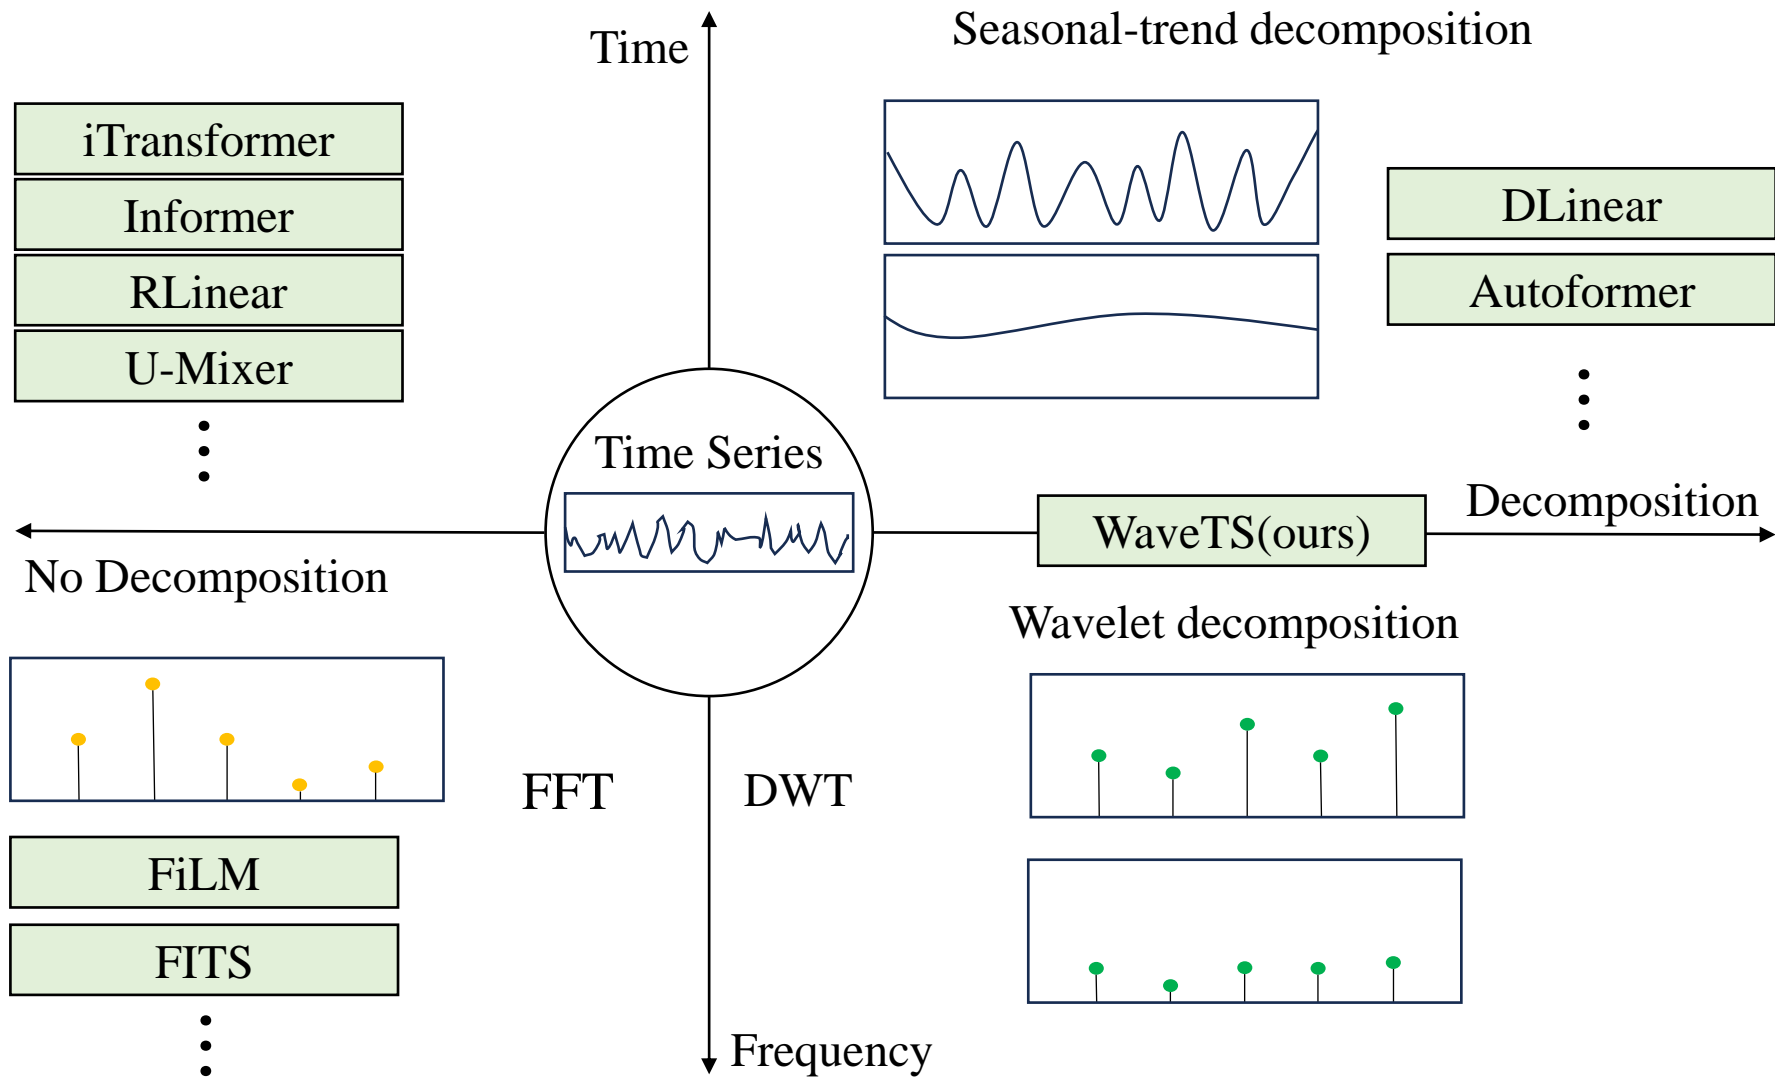 Time
Seasonal-trend decomposition
iTransformer
Informer
RLinear
U-Mixer
DLinear
Autoformer
Time Series
WaveTS(ours)
Decomposition
No Decomposition
Wavelet decomposition
FFT
DWT
FiLM
FITS
Frequency